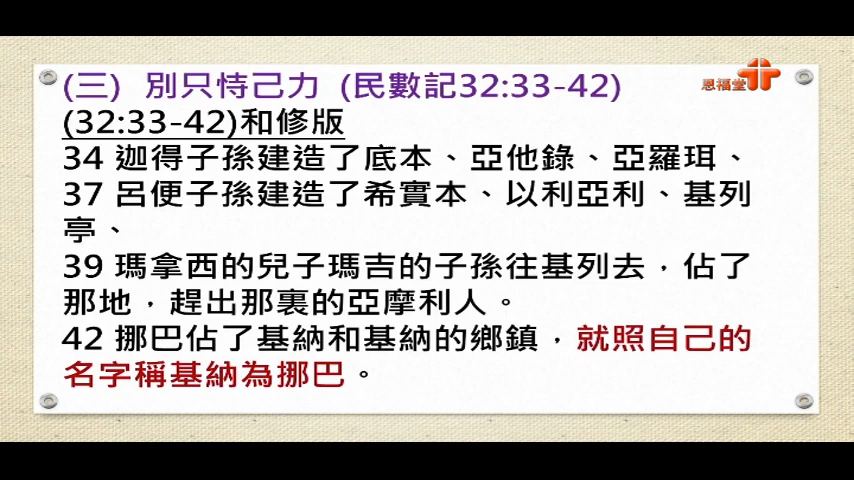 (三) 別只恃己力 (民數記32:33-42)
恩福堂
(32:33-42)和修版
34 迦得子孫建造了底本、亞他錄、亞羅珥、
37 呂便子孫建造了希實本、以利亞利、基列
亭、
39 瑪拿西的兒子瑪吉的子孫往基列去，佔了
那地，趕出那裏的亞摩利人。
42 挪巴佔了基納和基納的鄉鎮，就照自己的
名字稱基納為挪巴。